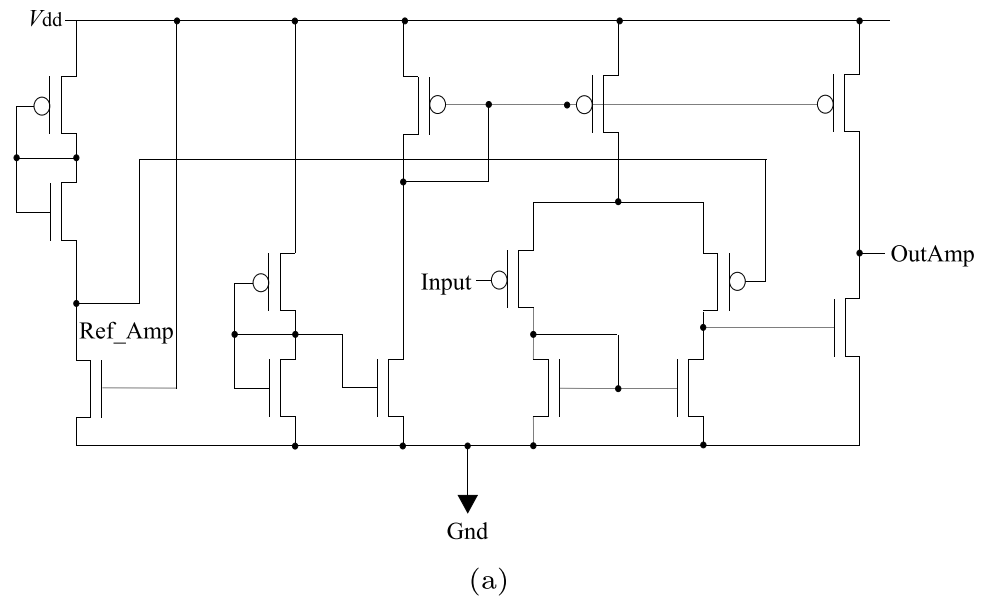 Vdd
OutAmp
Input
Ref_Amp
Gnd
(a)